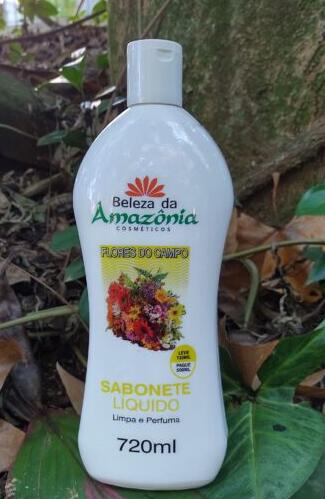 Beleza da
Amazônia
COSMÉTICOS
FLORES DO CAMPO
LEVE
720ML
PAGUE
500ML
SABONETE
LÍQUIDO
Limpa e Perfuma
720ml